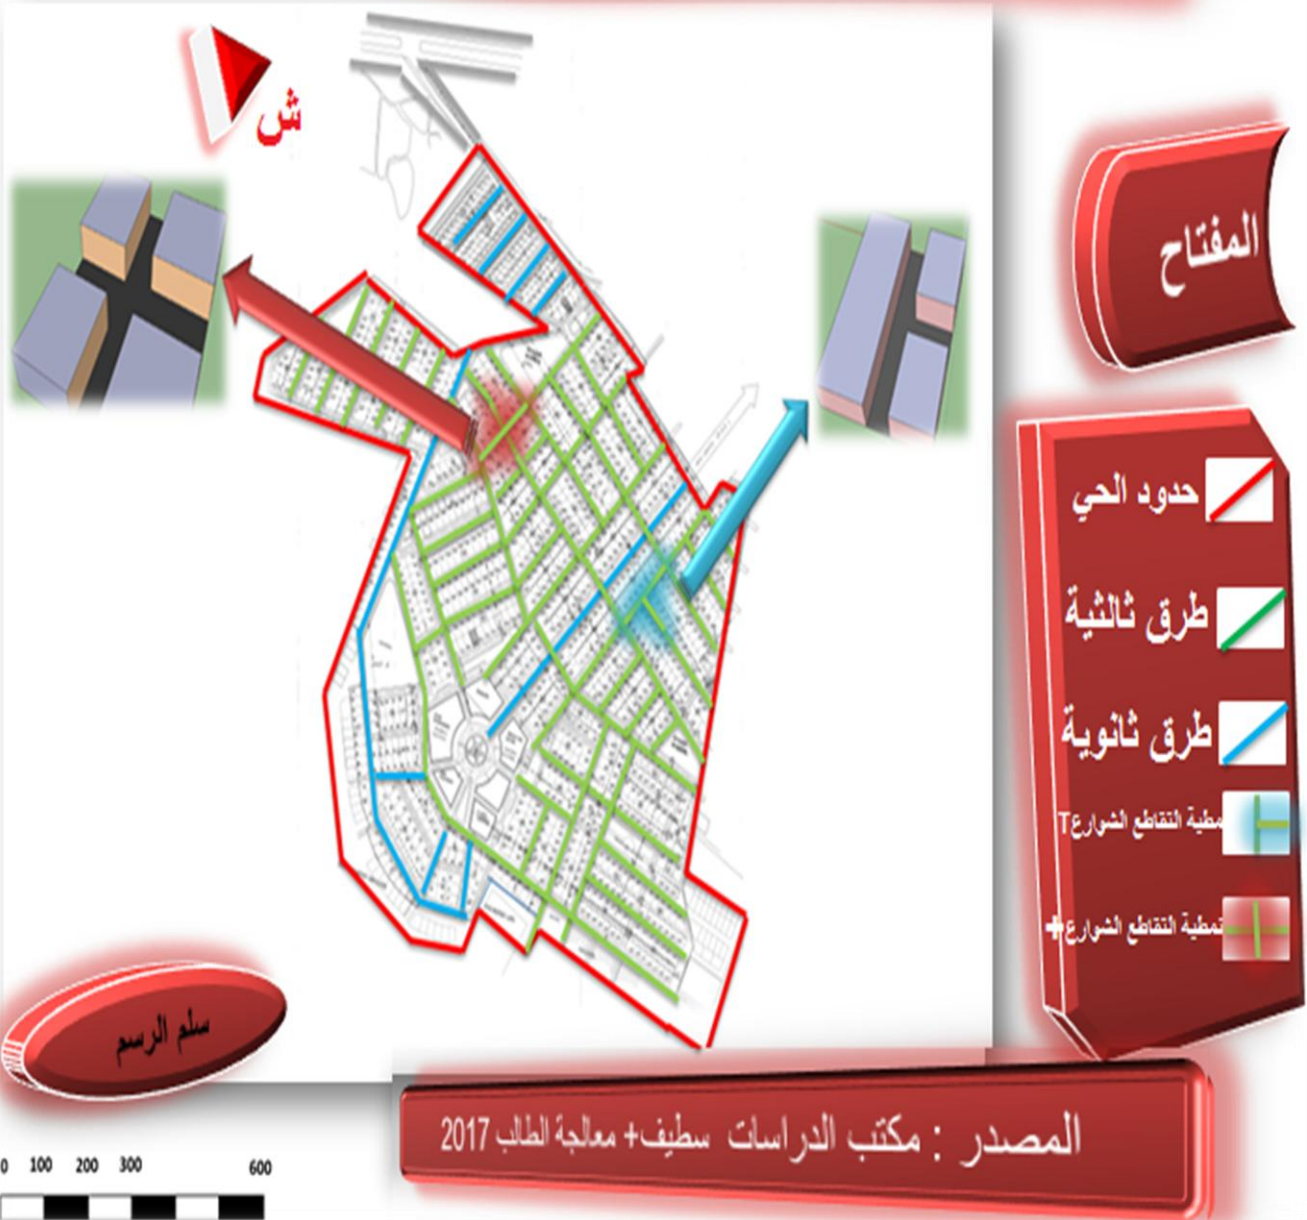 ش
المفتاح
حدود الحي
طرق ثالثية
طرق ثانوية
مطية التقاطع الشوارع T
نمطية التقاطع الشوارع +
سلم الرسم
0 100 200 300 600
المصدر : مكتب الدراسات سطيف+ معالجة الطالب 2017